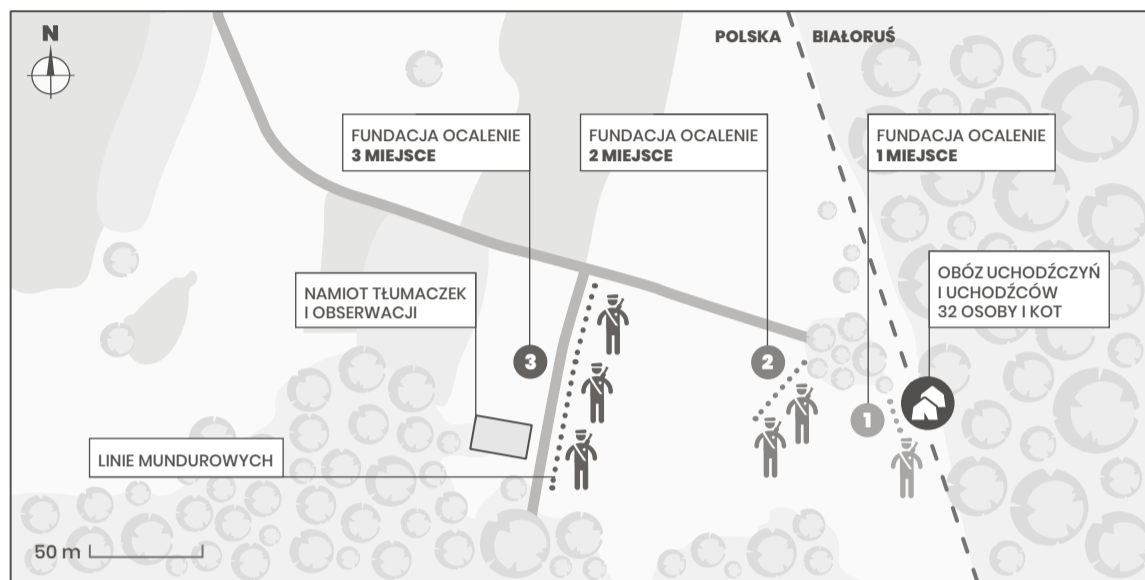 N
POLSKA
BIAŁORUŚ
FUNDACJA OCALENIE
3 MIEJSCE
FUNDACJA OCALENIE
2 MIEJSCE
FUNDACJA OCALENIE
1 MIEJSCE
NAMIOT TŁUMACZEK
I OBSERWACJI
OBÓZ UCHODŹCZYŃ
I UCHODŹCÓW
32 OSOBY I KOT
3
2
1
LINIE MUNDUROWYCH
50 m